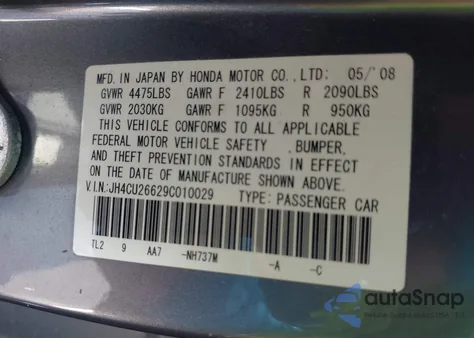 MFD. IN JAPAN BY HONDA MOTOR CO., LTD: 05/'08
GVWR 4475LBS GAWR F 2410LBS R 2090LBS
GVWR 2030KG GAWR F 1095KG R 950KG
THIS VEHICLE CONFORMS TO ALL APPLICABLE
FEDERAL MOTOR VEHICLE SAFETY ,BUMPER,
AND THEFT PREVENTION STANDARDS IN EFFECT
ON THE DATE OF MANUFACTURE SHOWN ABOVE.
V.I.N:JH4CU26629C010029 TYPE: PASSENGER CAR
TL2 9 AA7 -NH737M -A -C
autoSnap